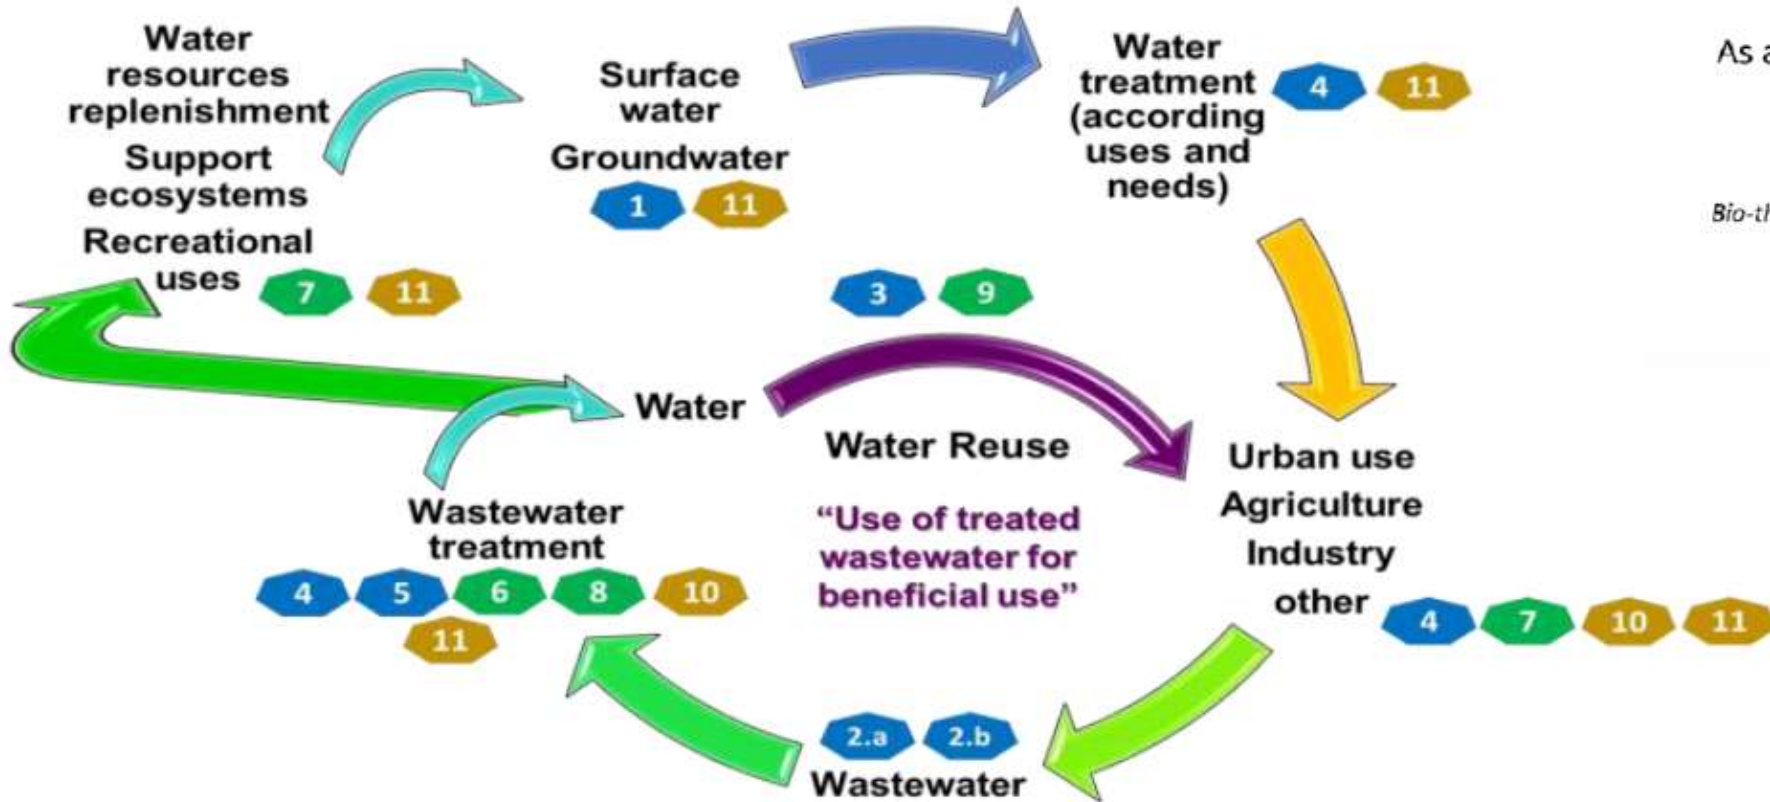 Water
resources
replenishment
Support
ecosystems
Recreational
uses
7 11
Surface
water
Groundwater
1 11
Water
treatment
(according
uses and
needs)
4 11
As a
3 9
Water
Water Reuse
“Use of treated
wastewater for
beneficial use”
Urban use
Agriculture
Industry
other
4 7 10 11
Wastewater
treatment
4 5 6 8 10
11
2.a 2.b
Wastewater